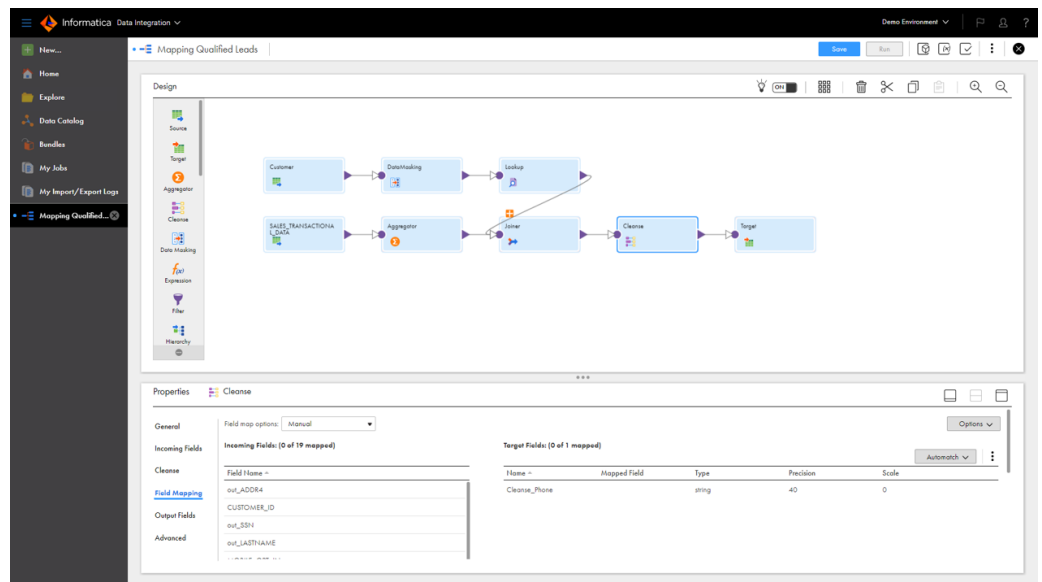 Informatica Data Integration
Demo Environment
?
New...
Home
Explore
Data Catalog
Bundles
My Jobs
My Import/Export Logs
Mapping Qualified...
Mapping Qualified Leads
Save
Run
Design
ON
Source
Target
Aggregator
Cleanse
Data Masking
f(x)
Expression
Filter
Hierarchy
Customer
DataMasking
Lookup
SALES_TRANSACTIONA
L_DATA
Aggregator
Joiner
Cleanse
Target
Properties
Cleanse
General
Incoming Fields
Cleanse
Field Mapping
Output Fields
Advanced
Field map options: Manual
Options
Incoming Fields: (0 of 19 mapped)
Field Name
out_ADDR4
CUSTOMER_ID
out_SSN
out_LASTNAME
Target Fields: (0 of 1 mapped)
Automatch
Name Mapped Field Type Precision Scale
Cleanse_Phone string 40 0